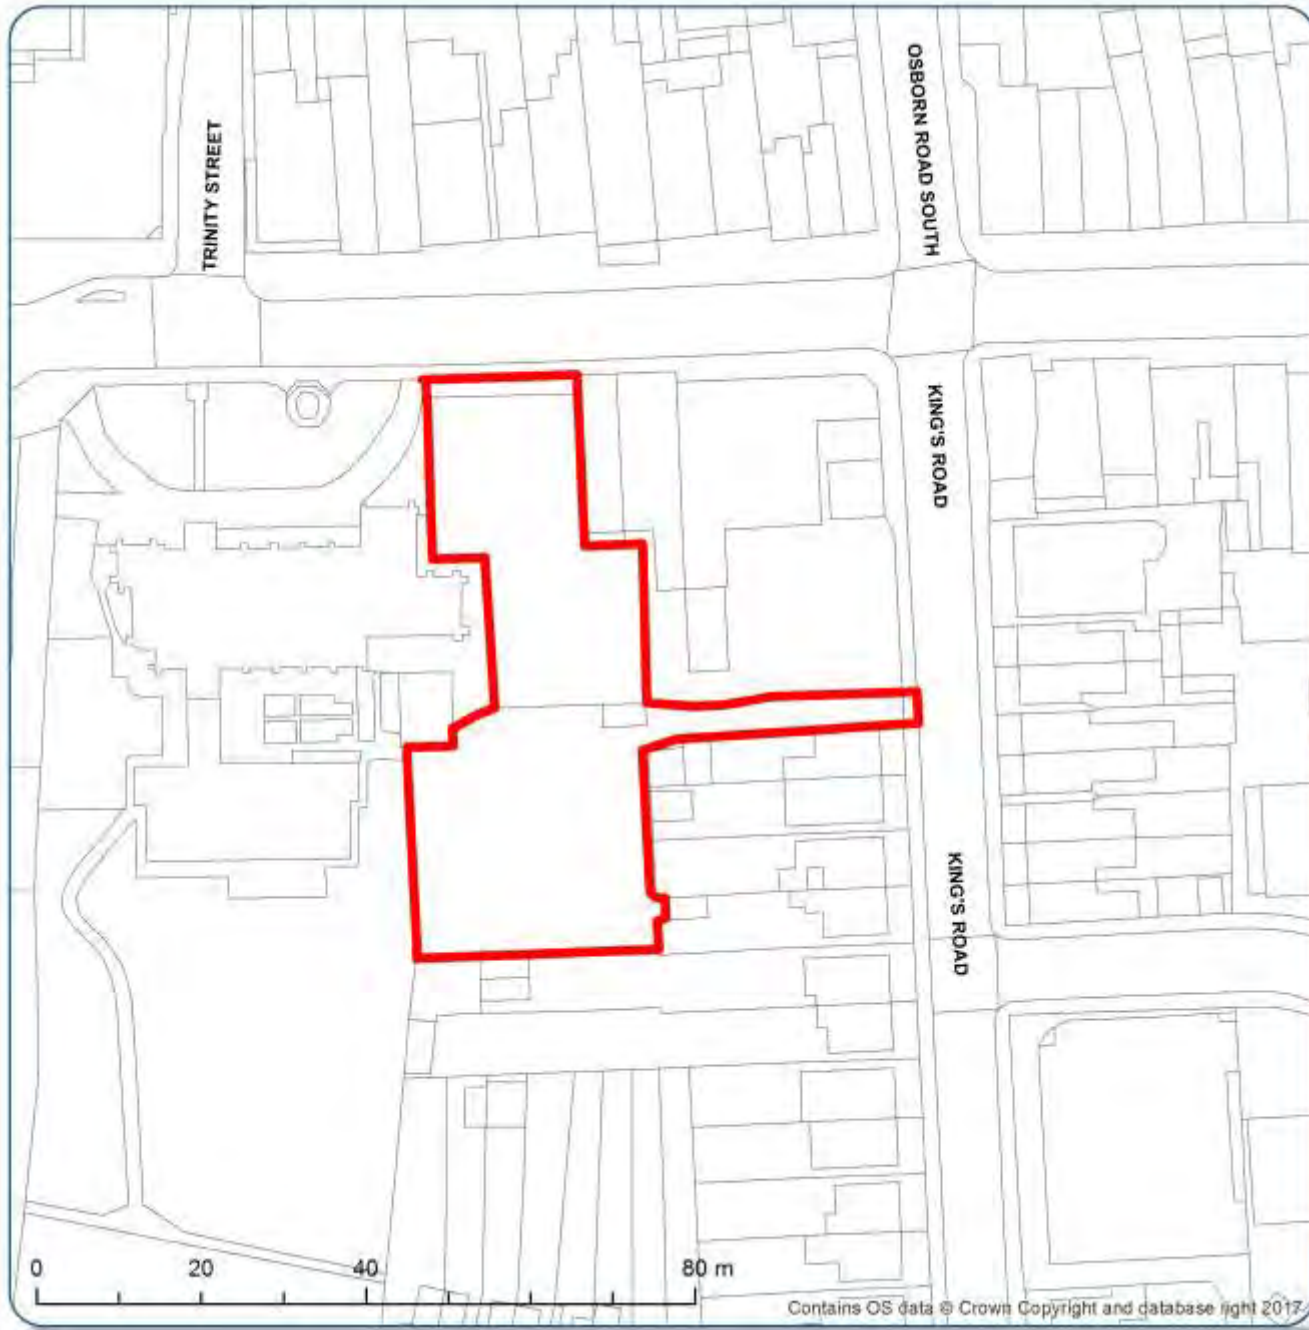 OSBORN ROAD SOUTH
TRINITY STREET
KING'S ROAD
KING'S ROAD
0 20 40 80 m
Contains OS data © Crown Copyright and database right 2017